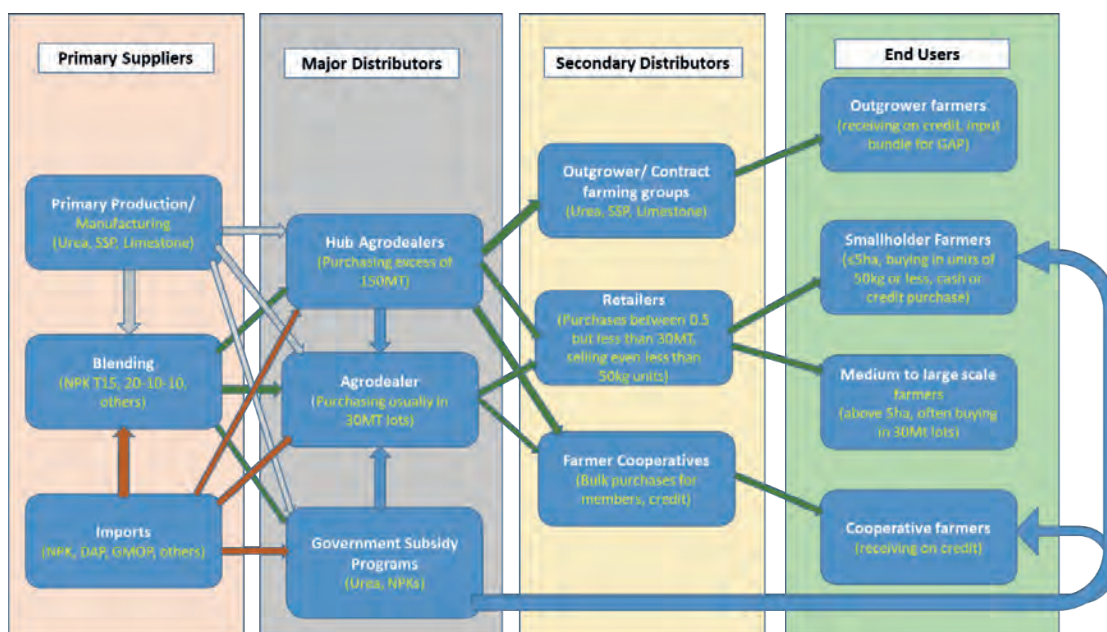 Primary Suppliers
Primary Production/
Manufacturing
(Urea, SSP, Limestone)
Blending
(NPK T15, 20-10-10,
others)
Imports
(NPK, DAP, GMOP, others)
Major Distributors
Hub Agrodealers
(Purchasing excess of
150MT)
Agrodealer
(Purchasing usually in
30MT lots)
Government Subsidy
Programs
(Urea, NPKs)
Secondary Distributors
Outgrower/ Contract
farming groups
(Urea, SSP, Limestone)
Retailers
(Purchases between 0.5
but less than 30MT,
selling even less than
50kg units)
Farmer Cooperatives
(Bulk purchases for
members, credit)
End Users
Outgrower farmers
(receiving on credit, input
bundle for GAP)
Smallholder Farmers
(≤5ha, buying in units of
50kg or less, cash or
credit purchase)
Medium to large scale
farmers
(above 5ha, often buying
in 30Mt lots)
Cooperative farmers
(receiving on credit)